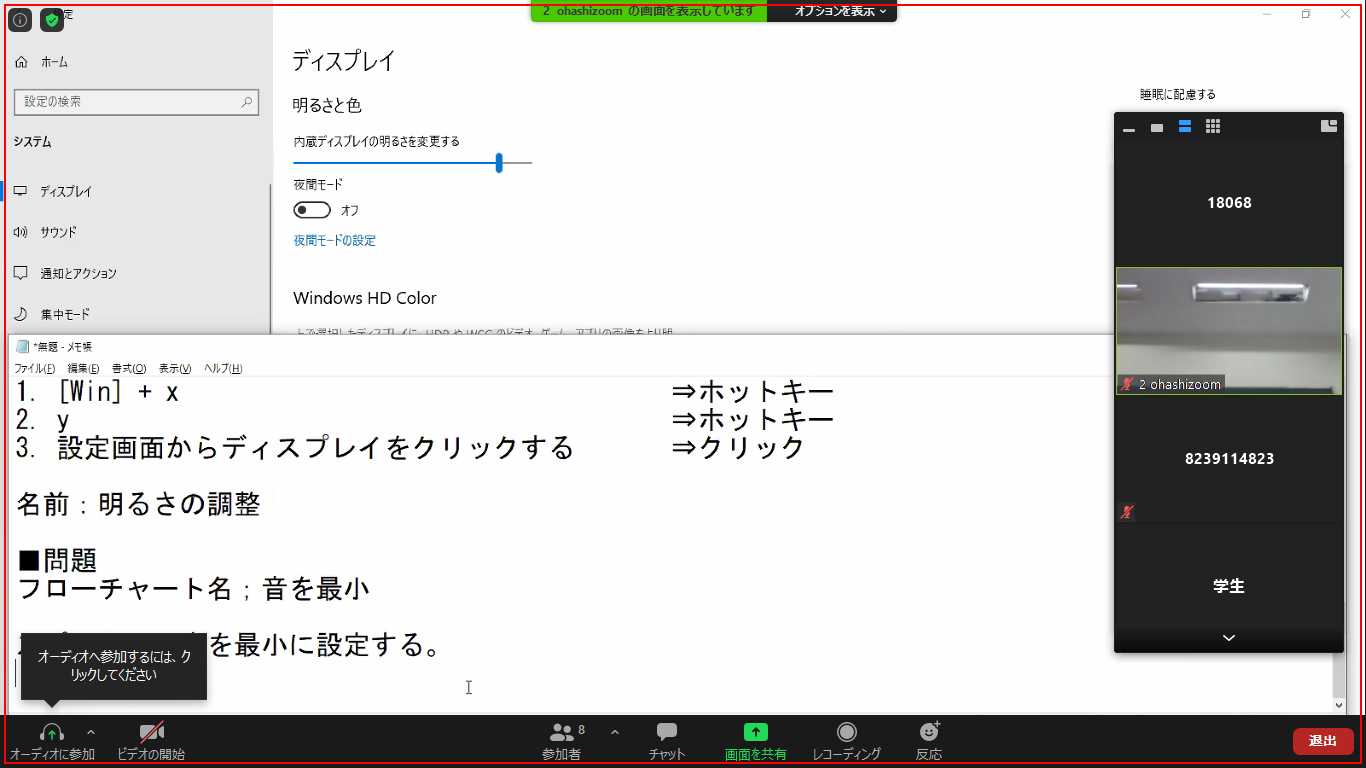 定
2 ohashizoom の画面を表示しています
オプションを表示
ホーム
設定の検索
システム
ディスプレイ
サウンド
通知とアクション
集中モード
ディスプレイ
明るさと色
内蔵ディスプレイの明るさを変更する
夜間モード
オフ
夜間モードの設定
Windows HD Color
睡眠に配慮する
18068
2 ohashizoom
8239114823
学生
*無題 - メモ帳
ファイル(F) 編集(E) 書式(O) 表示(V) ヘルプ(H)
1. [Win] + x ⇒ホットキー
2. y ⇒ホットキー
3. 設定画面からディスプレイをクリックする ⇒クリック
名前：明るさの調整
■問題
フローチャート名；音を最小
を最小に設定する。
オーディオへ参加するには、ク
リックしてください
オーディオに参加
ビデオの開始
参加者
8
チャット
画面を共有
レコーディング
反応
退出